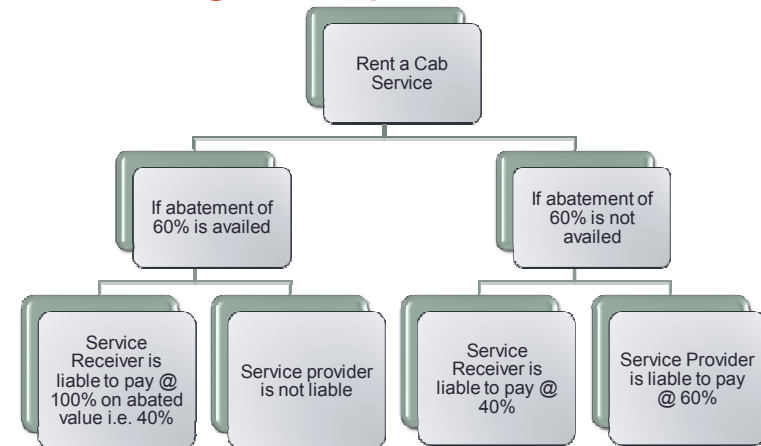 Rent a Cab
Service
If abatement of
60% is availed
If abatement of
60% is not
availed
Service
Receiver is
liable to pay @
100% on abated
value i.e. 40%
Service provider
is not liable
Service
Receiver is
liable to pay @
40%
Service Provider
is liable to pay
@ 60%